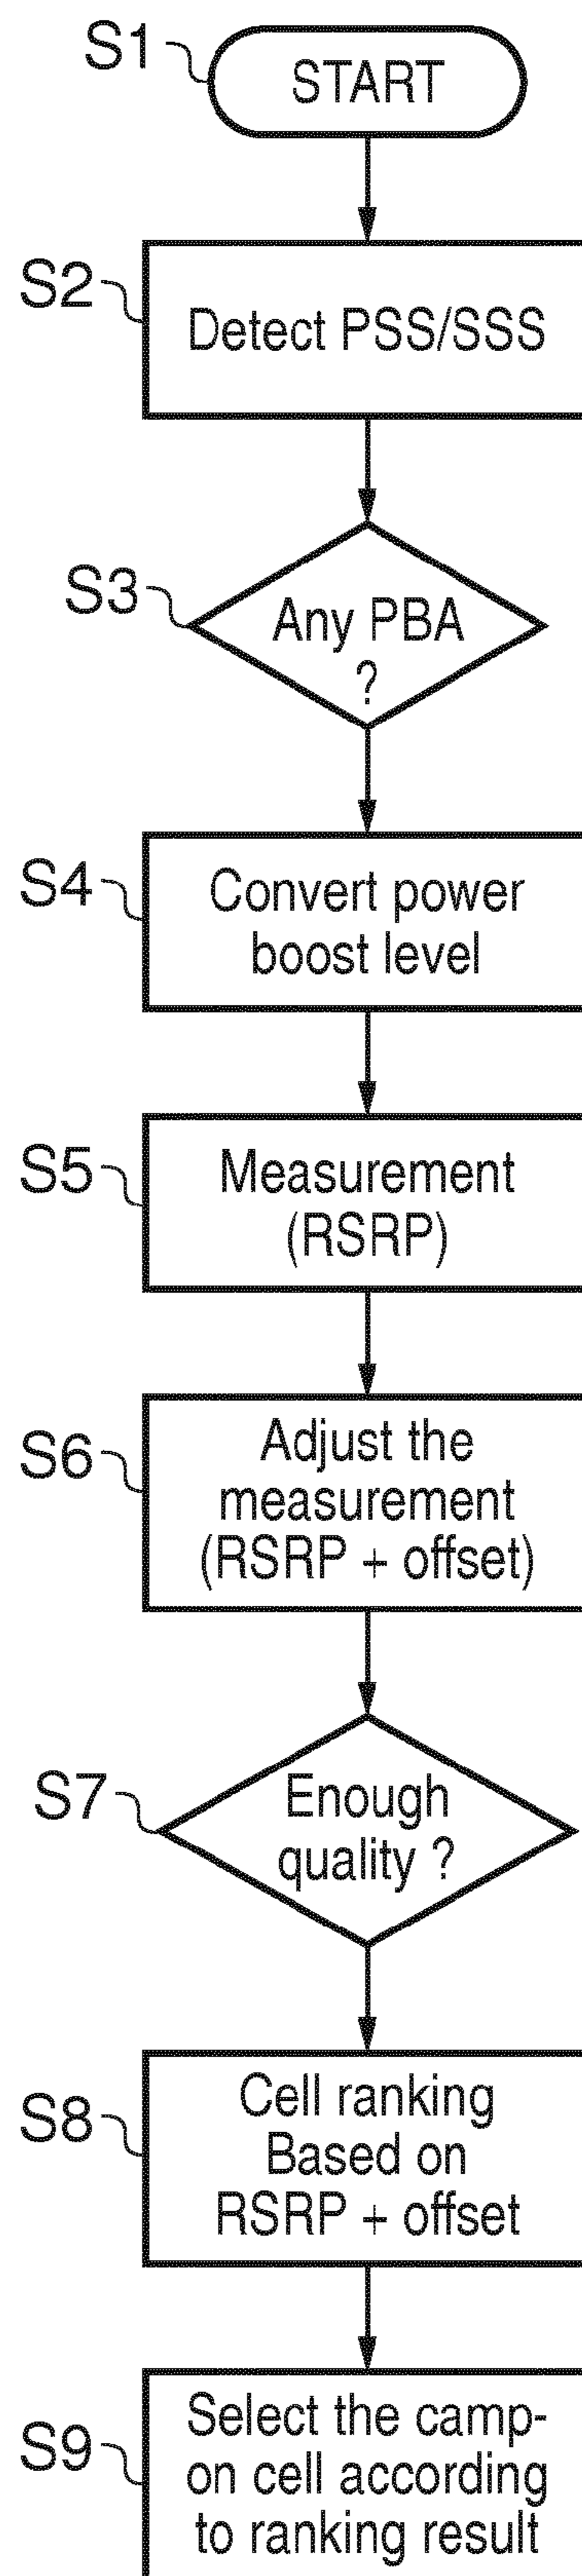 S1
START
S2
Detect PSS/SSS
S3
Any PBA
?
S4
Convert power
boost level
S5
Measurement
(RSRP)
S6
Adjust the
measurement
(RSRP + offset)
S7
Enough
quality ?
S8
Cell ranking
Based on
RSRP + offset
S9
Select the camp-
on cell according
to ranking result